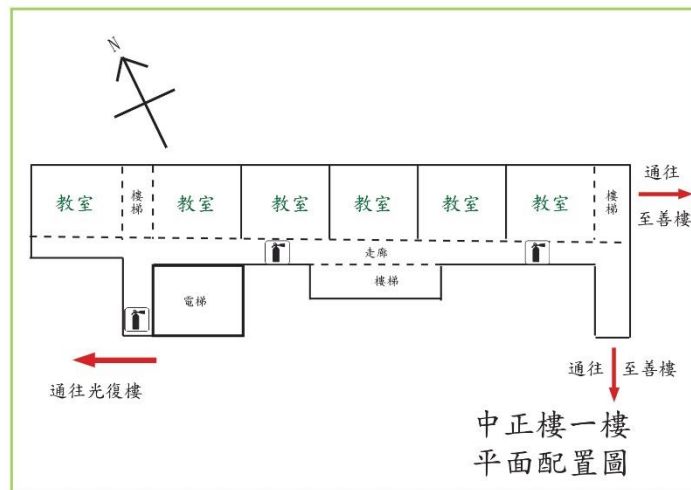 N
通往
至善樓
教室
樓梯
教室
教室
教室
教室
教室
樓梯
走廊
樓梯
電梯
通往光復樓
通往 至善樓
中正樓一樓
平面配置圖